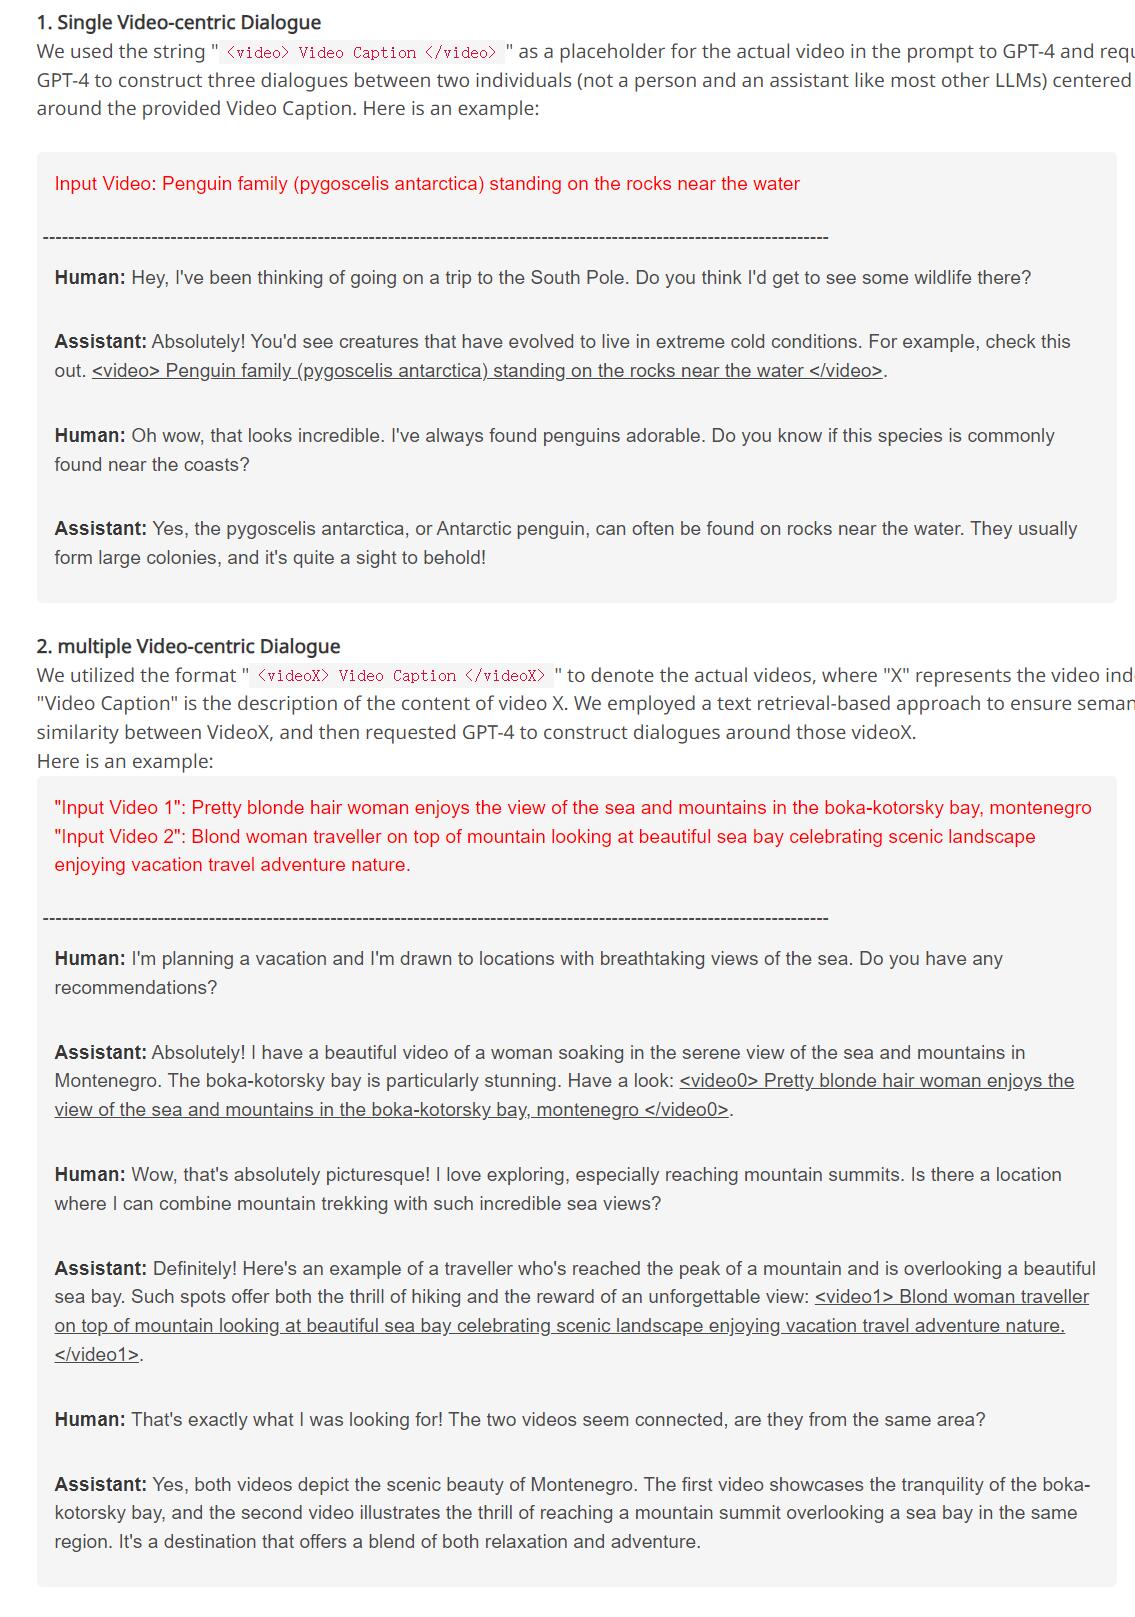 1. Single Video-centric Dialogue
We used the string " <video> Video Caption </video> " as a placeholder for the actual video in the prompt to GPT-4 and
GPT-4 to construct three dialogues between two individuals (not a person and an assistant like most other LLMs) centered
around the provided Video Caption. Here is an example:
Input Video: Penguin family (pygoscelis antarctica) standing on the rocks near the water
--------------------------------------------------------------------------------------------------------------------------------
Human: Hey, I've been thinking of going on a trip to the South Pole. Do you think I'd get to see some wildlife there?
Assistant: Absolutely! You'd see creatures that have evolved to live in extreme cold conditions. For example, check this
out. <video> Penguin family (pygoscelis antarctica) standing on the rocks near the water </video>.
Human: Oh wow, that looks incredible. I've always found penguins adorable. Do you know if this species is commonly
found near the coasts?
Assistant: Yes, the pygoscelis antarctica, or Antarctic penguin, can often be found on rocks near the water. They usually
form large colonies, and it's quite a sight to behold!
2. multiple Video-centric Dialogue
We utilized the format " <videoX> Video Caption </videoX> " to denote the actual videos, where "X" represents the video
"Video Caption" is the description of the content of video X. We employed a text retrieval-based approach to ensure
similarity between VideoX, and then requested GPT-4 to construct dialogues around those videoX.
Here is an example:
"Input Video 1": Pretty blonde hair woman enjoys the view of the sea and mountains in the boka-kotorsky bay, montenegro
"Input Video 2": Blond woman traveller on top of mountain looking at beautiful sea bay celebrating scenic landscape
enjoying vacation travel adventure nature.
--------------------------------------------------------------------------------------------------------------------------------
Human: I'm planning a vacation and I'm drawn to locations with breathtaking views of the sea. Do you have any
recommendations?
Assistant: Absolutely! I have a beautiful video of a woman soaking in the serene view of the sea and mountains in
Montenegro. The boka-kotorsky bay is particularly stunning. Have a look: <video0> Pretty blonde hair woman enjoys the
view of the sea and mountains in the boka-kotorsky bay, montenegro </video0>.
Human: Wow, that's absolutely picturesque! I love exploring, especially reaching mountain summits. Is there a location
where I can combine mountain trekking with such incredible sea views?
Assistant: Definitely! Here's an example of a traveller who's reached the peak of a mountain and is overlooking a beautiful
sea bay. Such spots offer both the thrill of hiking and the reward of an unforgettable view: <video1> Blond woman traveller
on top of mountain looking at beautiful sea bay celebrating scenic landscape enjoying vacation travel adventure nature.
</video1>.
Human: That's exactly what I was looking for! The two videos seem connected, are they from the same area?
Assistant: Yes, both videos depict the scenic beauty of Montenegro. The first video showcases the tranquility of the boka-
kotorsky bay, and the second video illustrates the thrill of reaching a mountain summit overlooking a sea bay in the same
region. It's a destination that offers a blend of both relaxation and adventure.